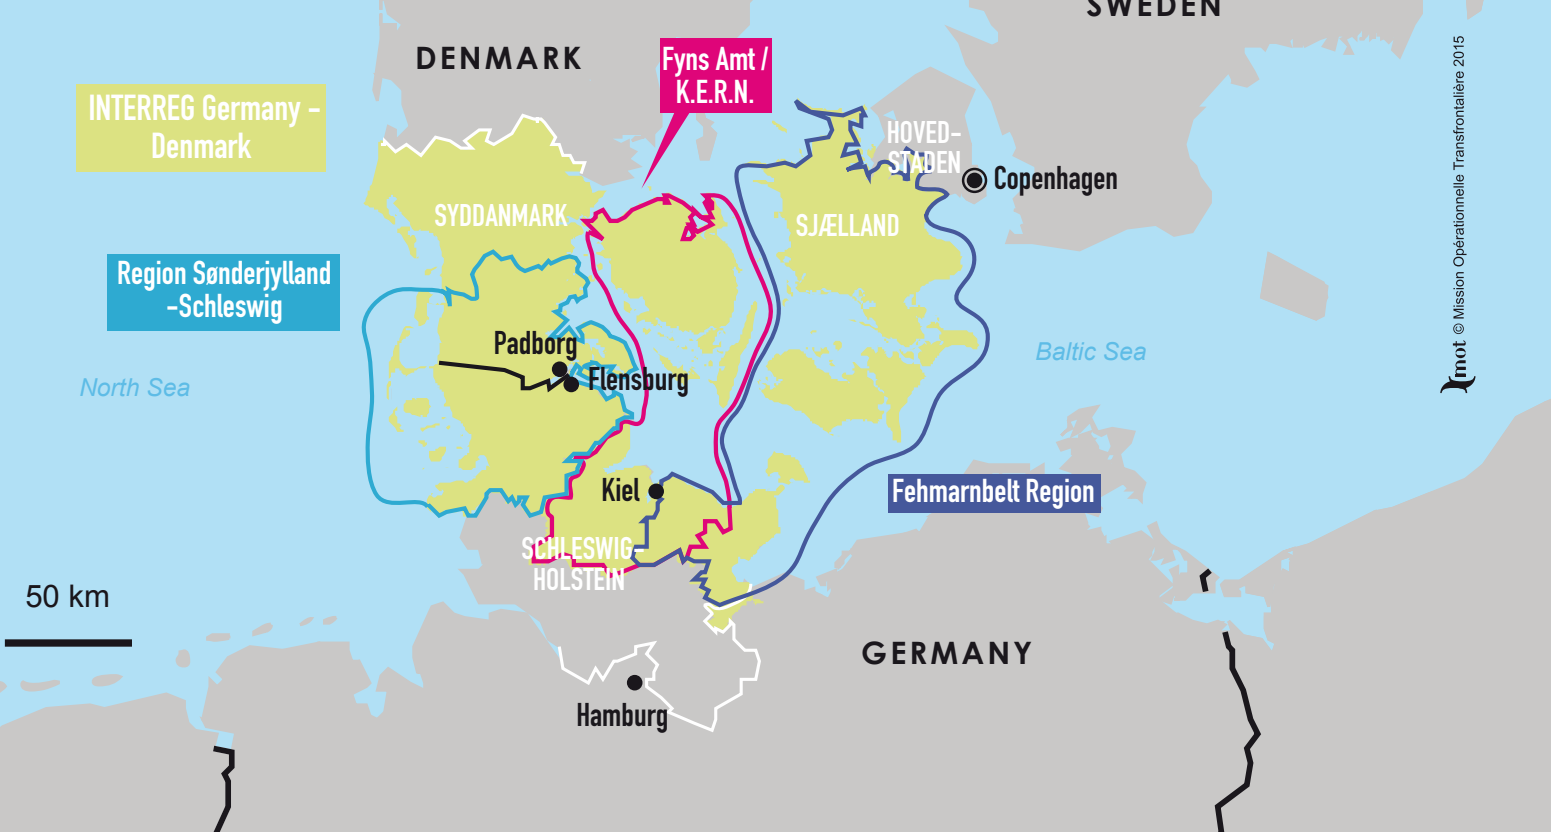 SWEDEN
DENMARK
Fyns Amt /
K.E.R.N.
INTERREG Germany -
Denmark
HOVED-
STADEN
Copenhagen
SYDDANMARK
SJÆLLAND
Region Sønderjylland
-Schleswig
Padborg
Flensburg
North Sea
Baltic Sea
Kiel
Fehmarnbelt Region
SCHLESWIG-
HOLSTEIN
50 km
GERMANY
Hamburg
mot © Mission Opérationnelle Transfrontalière 2015